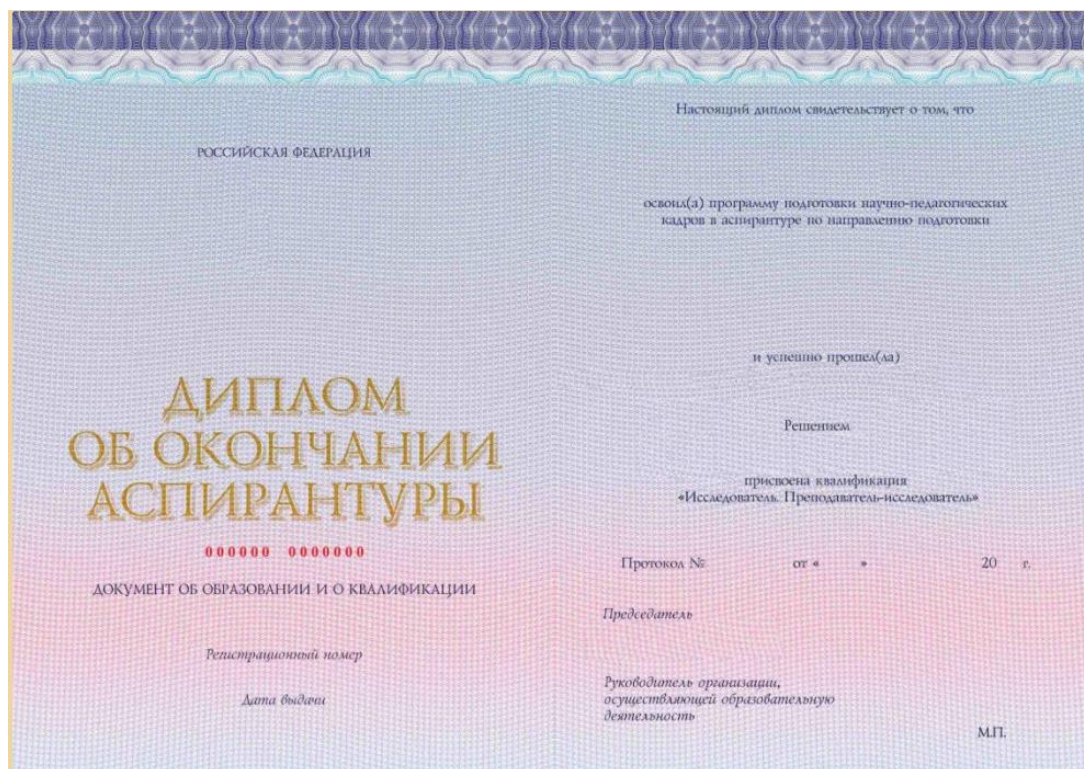 РОССИЙСКАЯ ФЕДЕРАЦИЯ
ДИПЛОМ
ОБ ОКОНЧАНИИ
АСПИРАНТУРЫ
000000 0000000
ДОКУМЕНТ ОБ ОБРАЗОВАНИИ И О КВАЛИФИКАЦИИ
Регистрационный номер
Дата выдачи
Настоящий диплом свидетельствует о том, что
освоил(а) программу подготовки научно-педагогических
кадров в аспирантуре по направлению подготовки
и успешно прошел(ла)
Решением
присвоена квалификация
«Исследователь. Преподаватель-исследователь»
Протокол № от « » 20 г.
Председатель
Руководитель организации,
осуществляющей образовательную
деятельность
М.П.